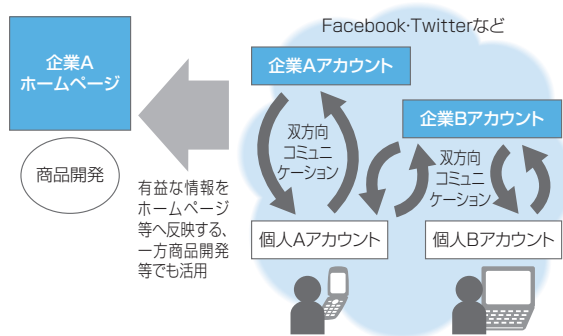 Facebook·Twitterなど
企業A
ホームページ
商品開発
有益な情報を
ホームページ
等へ反映する、
一方商品開発
等でも活用
企業Aアカウント
双方向
コミュニ
ケーション
企業Bアカウント
双方向
コミュニ
ケーション
個人Aアカウント
個人Bアカウント